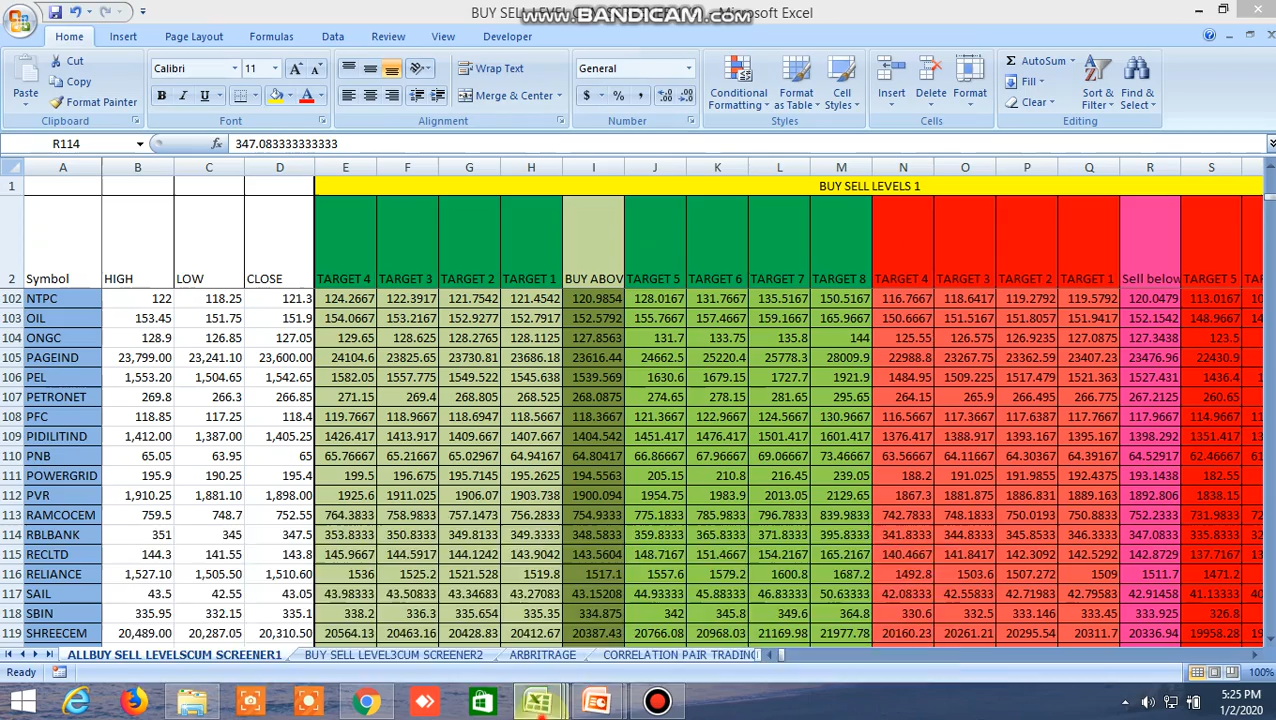 BUY SELL LEVEL
Microsoft Excel
www.BANDICAM.com
Home Insert Page Layout Formulas Data Review View Developer
Paste
Cut
Copy
Format Painter
Clipboard
Calibri 11
B I U
Font
Wrap Text
Merge & Center
Alignment
General
$ % ,
Number
Conditional Formatting
Format as Table
Cell Styles
Styles
Insert Delete Format
Cells
Σ AutoSum
Fill
Clear
Sort & Filter
Find & Select
Editing
R114 fx 347.083333333333
A B C D E F G H I J K L M N O P Q R S
1 BUY SELL LEVELS 1
2 Symbol HIGH LOW CLOSE TARGET 4 TARGET 3 TARGET 2 TARGET 1 BUY ABOV TARGET 5 TARGET 6 TARGET 7 TARGET 8 TARGET 4 TARGET 3 TARGET 2 TARGET 1 Sell below TARGET 5 TAR
102 NTPC 122 118.25 121.3 124.2667 122.3917 121.7542 121.4542 120.9854 128.0167 131.7667 135.5167 150.5167 116.7667 118.6417 119.2792 119.5792 120.0479 113.0167 10
103 OIL 153.45 151.75 151.9 154.0667 153.2167 152.9277 152.7917 152.5792 155.7667 157.4667 159.1667 165.9667 150.6667 151.5167 151.8057 151.9417 152.1542 148.9667 14
104 ONGC 128.9 126.85 127.05 129.65 128.625 128.2765 128.1125 127.8563 131.7 133.75 135.8 144 125.55 126.575 126.9235 127.0875 127.3438 123.5
105 PAGEIND 23,799.00 23,241.10 23,600.00 24104.6 23825.65 23730.81 23686.18 23616.44 24662.5 25220.4 25778.3 28009.9 22988.8 23267.75 23362.59 23407.23 23476.96 22430.9
106 PEL 1,553.20 1,504.65 1,542.65 1582.05 1557.775 1549.522 1545.638 1539.569 1630.6 1679.15 1727.7 1921.9 1484.95 1509.225 1517.479 1521.363 1527.431 1436.4
107 PETRONET 269.8 266.3 266.85 271.15 269.4 268.805 268.525 268.0875 274.65 278.15 281.65 295.65 264.15 265.9 266.495 266.775 267.2125 260.65
108 PFC 118.85 117.25 118.4 119.7667 118.9667 118.6947 118.5667 118.3667 121.3667 122.9667 124.5667 130.9667 116.5667 117.3667 117.6387 117.7667 117.9667 114.9667 11
109 PIDILITIND 1,412.00 1,387.00 1,405.25 1426.417 1413.917 1409.667 1407.667 1404.542 1451.417 1476.417 1501.417 1601.417 1376.417 1388.917 1393.167 1395.167 1398.292 1351.417 13
110 PNB 65.05 63.95 65 65.76667 65.21667 65.02967 64.94167 64.80417 66.86667 67.96667 69.06667 73.46667 63.56667 64.11667 64.30367 64.39167 64.52917 62.46667 61
111 POWERGRID 195.9 190.25 195.4 199.5 196.675 195.7145 195.2625 194.5563 205.15 210.8 216.45 239.05 188.2 191.025 191.9855 192.4375 193.1438 182.55
112 PVR 1,910.25 1,881.10 1,898.00 1925.6 1911.025 1906.07 1903.738 1900.094 1954.75 1983.9 2013.05 2129.65 1867.3 1881.875 1886.831 1889.163 1892.806 1838.15
113 RAMCOCEM 759.5 748.7 752.55 764.3833 758.9833 757.1473 756.2833 754.9333 775.1833 785.9833 796.7833 839.9833 742.7833 748.1833 750.0193 750.8833 752.2333 731.9833 72
114 RBLBANK 351 345 347.5 353.8333 350.8333 349.8133 349.3333 348.5833 359.8333 365.8333 371.8333 395.8333 341.8333 344.8333 345.8533 346.3333 347.0833 335.8333 32
115 RECLTD 144.3 141.55 143.8 145.9667 144.5917 144.1242 143.9042 143.5604 148.7167 151.4667 154.2167 165.2167 140.4667 141.8417 142.3092 142.5292 142.8729 137.7167 13
116 RELIANCE 1,527.10 1,505.50 1,510.60 1536 1525.2 1521.528 1519.8 1517.1 1557.6 1579.2 1600.8 1687.2 1492.8 1503.6 1507.272 1509 1511.7 1471.2
117 SAIL 43.5 42.55 43.05 43.98333 43.50833 43.34683 43.27083 43.15208 44.93333 45.88333 46.83333 50.63333 42.08333 42.55833 42.71983 42.79583 42.91458 41.13333 40
118 SBIN 335.95 332.15 335.1 338.2 336.3 335.654 335.35 334.875 342 345.8 349.6 364.8 330.6 332.5 333.146 333.45 333.925 326.8
119 SHREECEM 20,489.00 20,287.05 20,310.50 20564.13 20463.16 20428.83 20412.67 20387.43 20766.08 20968.03 21169.98 21977.78 20160.23 20261.21 20295.54 20311.7 20336.94 19958.28 19
ALLBUY SELL LEVELSCUM SCREENER1 BUY SELL LEVEL3CUM SCREENER2 ARBITRAGE CORRELATION PAIR TRADING
Ready 100%
5:25 PM
1/2/2020